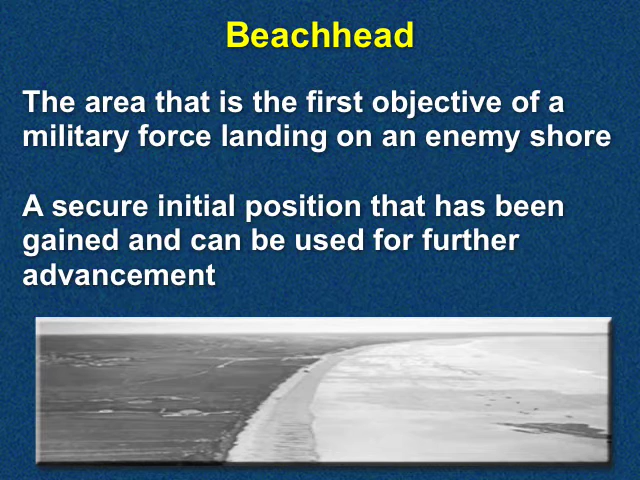 Beachhead
The area that is the first objective of a
military force landing on an enemy shore
A secure initial position that has been
gained and can be used for further
advancement